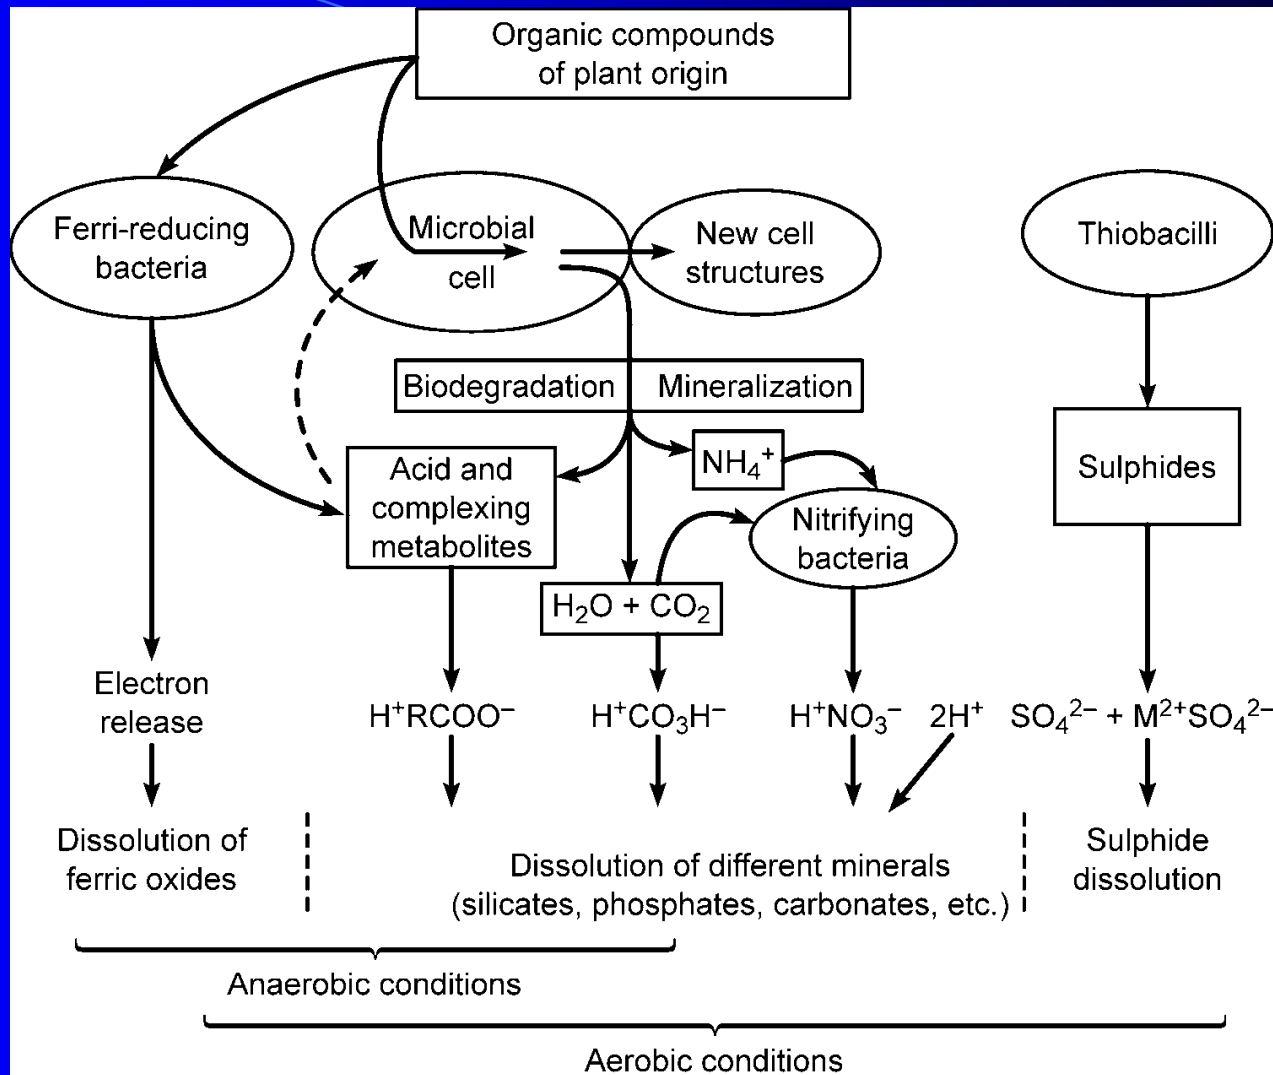 Organic compounds
of plant origin
Ferri-reducing
bacteria
Microbial
cell
New cell
structures
Thiobacilli
Biodegradation
Mineralization
Acid and
complexing
metabolites
NH₄⁺
Sulphides
Nitrifying
bacteria
H₂O + CO₂
Electron
release
H⁺RCOO⁻
H⁺CO₃H⁻
H⁺NO₃⁻
2H⁺
SO₄²⁻ + M²⁺SO₄²⁻
Dissolution of
ferric oxides
Dissolution of different minerals
(silicates, phosphates, carbonates, etc.)
Sulphide
dissolution
Anaerobic conditions
Aerobic conditions